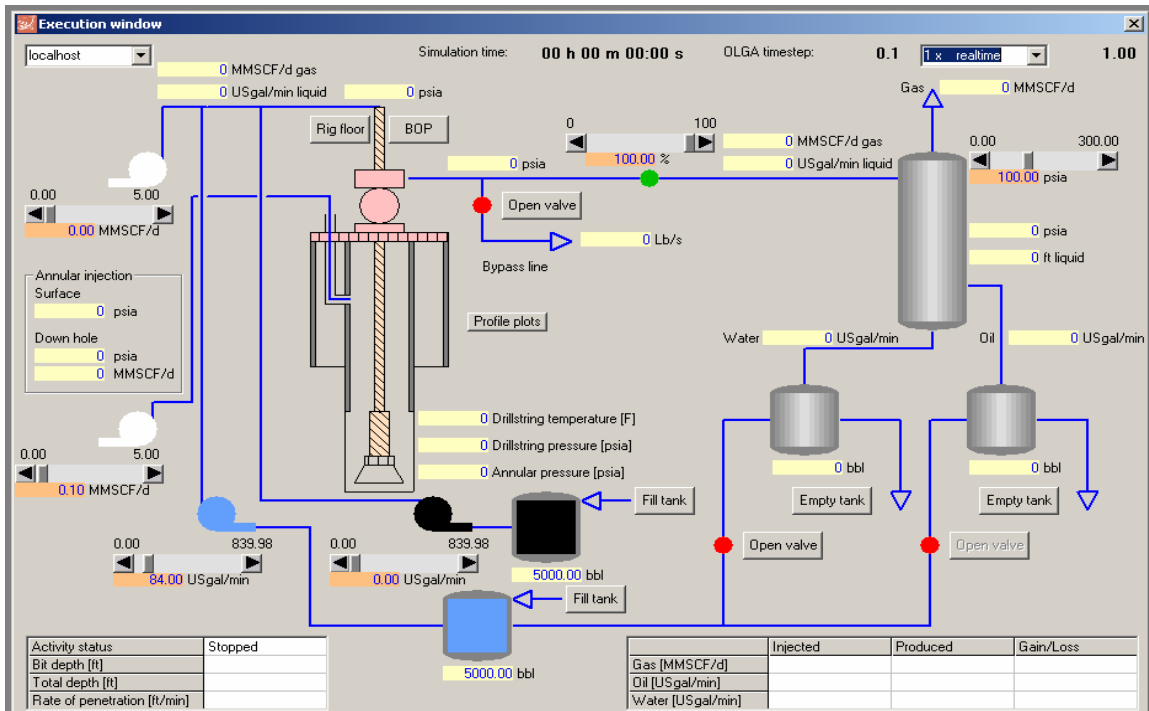 Execution window
localhost
Simulation time: 00 h 00 m 00:00 s OLGA timestep: 0.1 1 x realtime 1.00
0 MMSCF/d gas
0 USgal/min liquid 0 psia
Gas 0 MMSCF/d
Rig floor BOP
0 100
100.00 %
0 MMSCF/d gas
0 USgal/min liquid
0.00 300.00
100.00 psia
0 psia
0.00 5.00
0.00 MMSCF/d
Open valve
0 Lb/s
Bypass line
0 psia
0 ft liquid
Annular injection
Surface
0 psia
Down hole
0 psia
0 MMSCF/d
Profile plots
Water 0 USgal/min
Oil 0 USgal/min
0.00 5.00
0.10 MMSCF/d
0 Drillstring temperature [F]
0 Drillstring pressure [psia]
0 Annular pressure [psia]
0 bbl
0 bbl
Fill tank
Empty tank
Empty tank
0.00 839.98
84.00 USgal/min
0.00 839.98
0.00 USgal/min
Open valve
Open valve
5000.00 bbl
Fill tank
5000.00 bbl
Activity status Stopped
Bit depth [ft]
Total depth [ft]
Rate of penetration [ft/min]
Injected Produced Gain/Loss
Gas [MMSCF/d]
Oil [USgal/min]
Water [USgal/min]